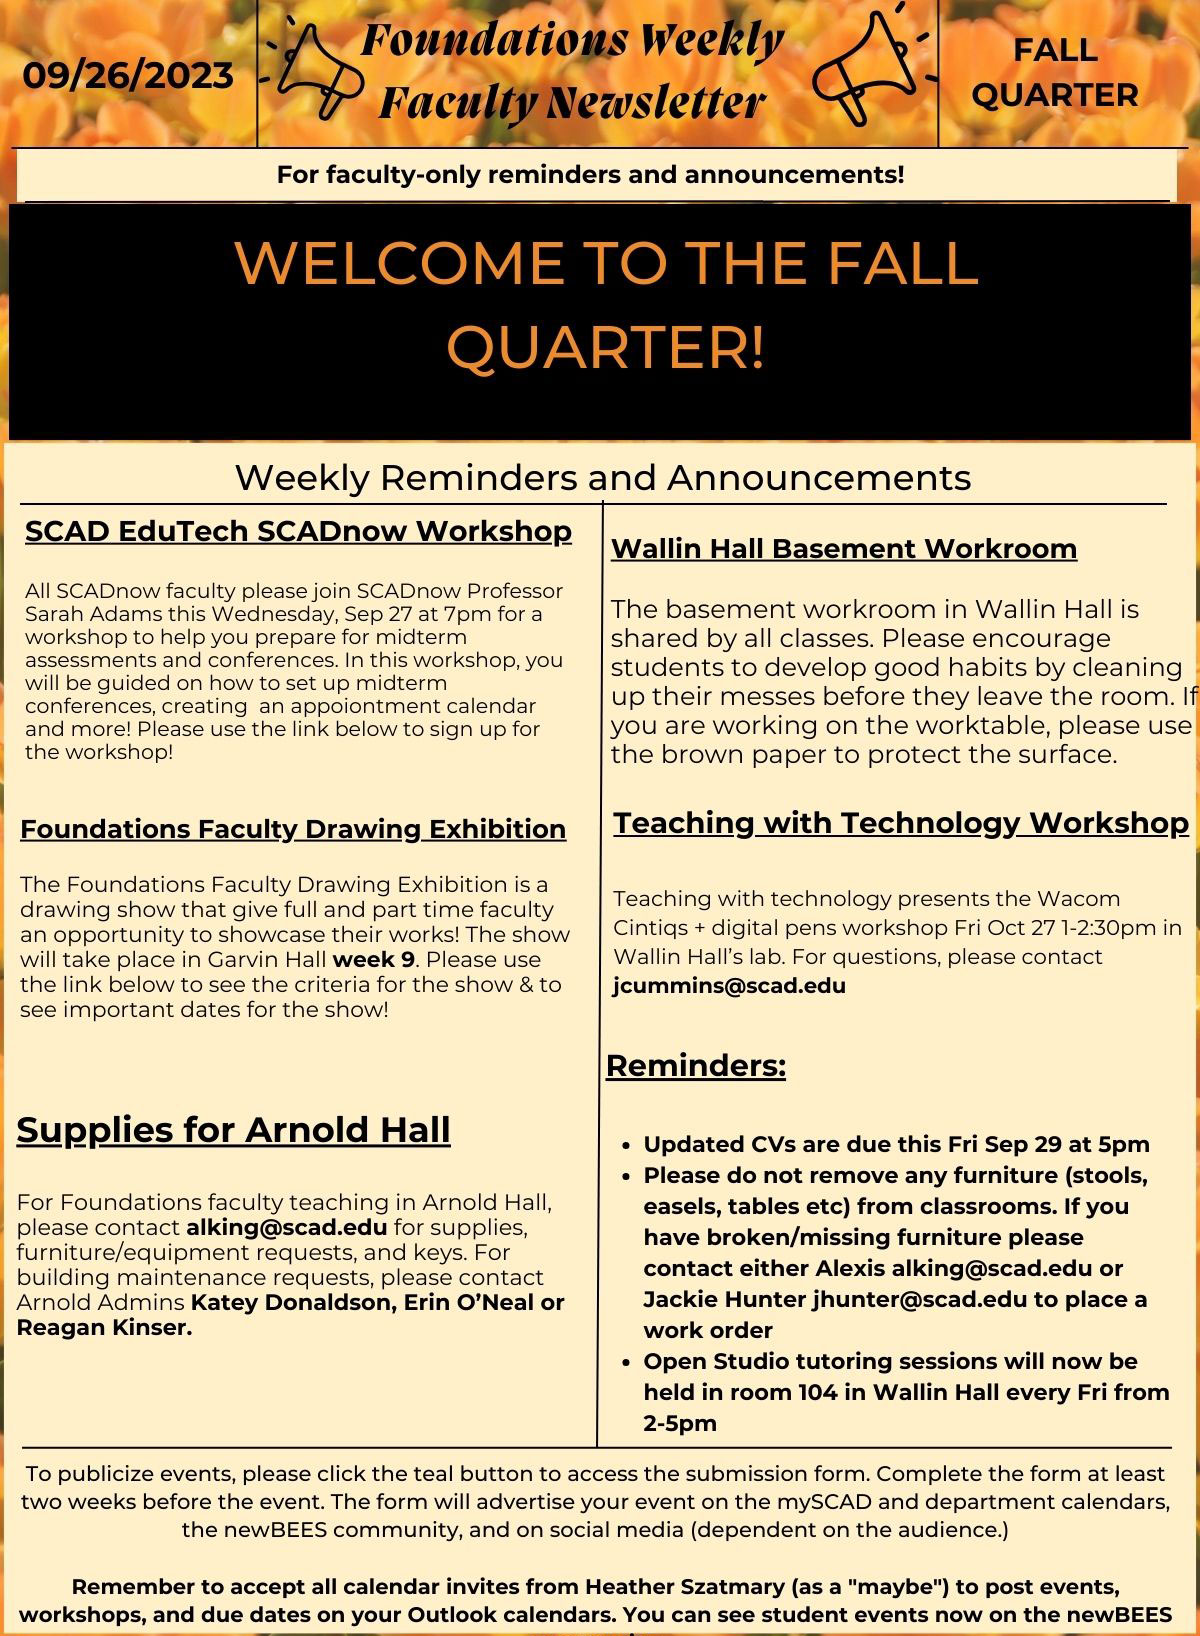 09/26/2023
Foundations Weekly
Faculty Newsletter
FALL
QUARTER
For faculty-only reminders and announcements!
WELCOME TO THE FALL
QUARTER!
Weekly Reminders and Announcements
SCAD EduTech SCADnow Workshop
All SCADnow faculty please join SCADnow Professor
Sarah Adams this Wednesday, Sep 27 at 7pm for a
workshop to help you prepare for midterm
assessments and conferences. In this workshop, you
will be guided on how to set up midterm
conferences, creating  an appoiontment calendar
and more! Please use the link below to sign up for
the workshop!
Foundations Faculty Drawing Exhibition
The Foundations Faculty Drawing Exhibition is a
drawing show that give full and part time faculty
an opportunity to showcase their works! The show
will take place in Garvin Hall week 9. Please use
the link below to see the criteria for the show & to
see important dates for the show!
Supplies for Arnold Hall
For Foundations faculty teaching in Arnold Hall,
please contact alking@scad.edu for supplies,
furniture/equipment requests, and keys. For
building maintenance requests, please contact
Arnold Admins Katey Donaldson, Erin O’Neal or
Reagan Kinser.
Wallin Hall Basement Workroom
The basement workroom in Wallin Hall is
shared by all classes. Please encourage
students to develop good habits by cleaning
up their messes before they leave the room. If
you are working on the worktable, please use
the brown paper to protect the surface.
Teaching with Technology Workshop
Teaching with technology presents the Wacom
Cintiqs + digital pens workshop Fri Oct 27 1-2:30pm in
Wallin Hall’s lab. For questions, please contact
jcummins@scad.edu
Reminders:
• Updated CVs are due this Fri Sep 29 at 5pm
• Please do not remove any furniture (stools,
easels, tables etc) from classrooms. If you
have broken/missing furniture please
contact either Alexis alking@scad.edu or
Jackie Hunter jhunter@scad.edu to place a
work order
• Open Studio tutoring sessions will now be
held in room 104 in Wallin Hall every Fri from
2-5pm
To publicize events, please click the teal button to access the submission form. Complete the form at least
two weeks before the event. The form will advertise your event on the mySCAD and department calendars,
the newBEES community, and on social media (dependent on the audience.)
Remember to accept all calendar invites from Heather Szatmary (as a "maybe") to post events,
workshops, and due dates on your Outlook calendars. You can see student events now on the newBEES